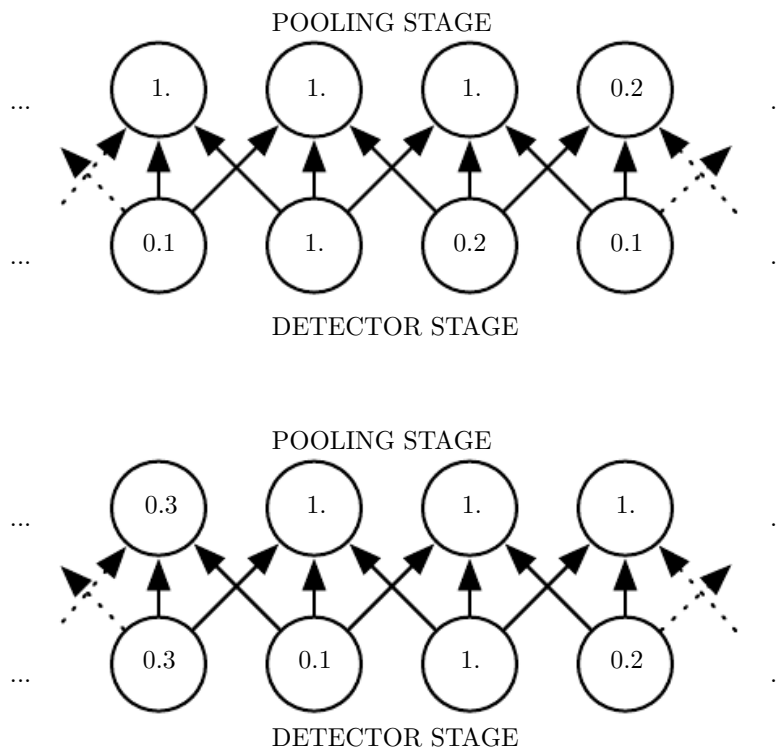 POOLING STAGE
... 1. 1. 1. 0.2 .
... 0.1 1. 0.2 0.1 .
DETECTOR STAGE
POOLING STAGE
... 0.3 1. 1. 1. .
... 0.3 0.1 1. 0.2 .
DETECTOR STAGE